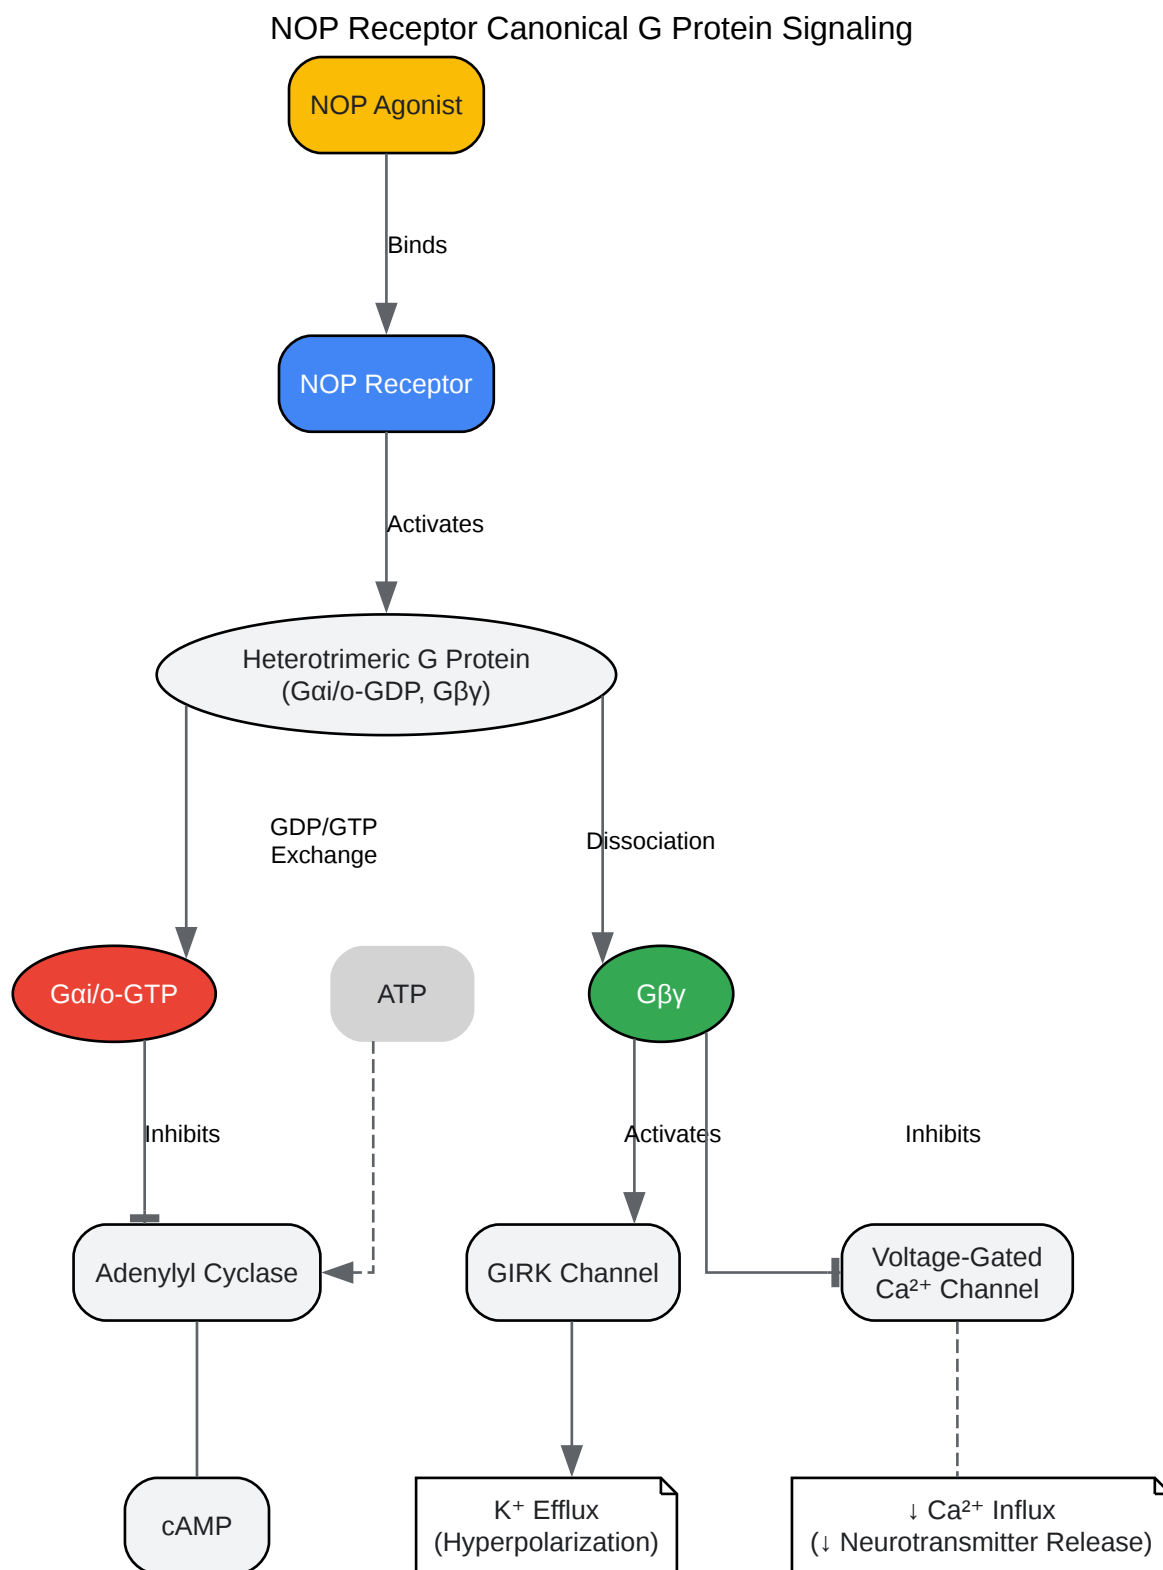 NOP Receptor Canonical G Protein Signaling
NOP Agonist
Binds
NOP Receptor
Activates
Heterotrimeric G Protein
(Gαi/o-GDP, Gβγ)
GDP/GTP
Exchange
Dissociation
Gαi/o-GTP
ATP
Gβγ
Inhibits
Activates
Inhibits
Adenylyl Cyclase
GIRK Channel
Voltage-Gated
Ca²⁺ Channel
cAMP
K⁺ Efflux
(Hyperpolarization)
↓ Ca²⁺ Influx
(↓ Neurotransmitter Release)